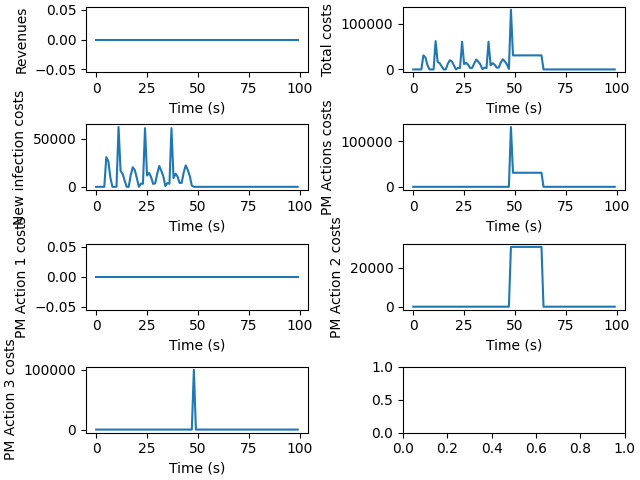 Revenues
0.05
0.00
−0.05
0 25 50 75 100
Time (s)
Total costs
100000
0
0 25 50 75 100
Time (s)
New infection costs
50000
0
0 25 50 75 100
Time (s)
PM Actions costs
100000
0
0 25 50 75 100
Time (s)
PM Action 1 costs
0.05
0.00
−0.05
0 25 50 75 100
Time (s)
PM Action 2 costs
20000
0
0 25 50 75 100
Time (s)
PM Action 3 costs
100000
0
0 25 50 75 100
Time (s)
1.0
0.5
0.0
0.0 0.2 0.4 0.6 0.8 1.0